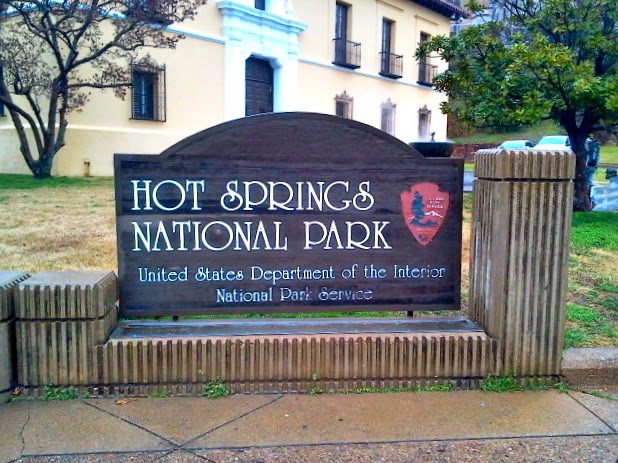 HOT SPRINGS
NATIONAL PARK
United States Department of the Interior
National Park Service